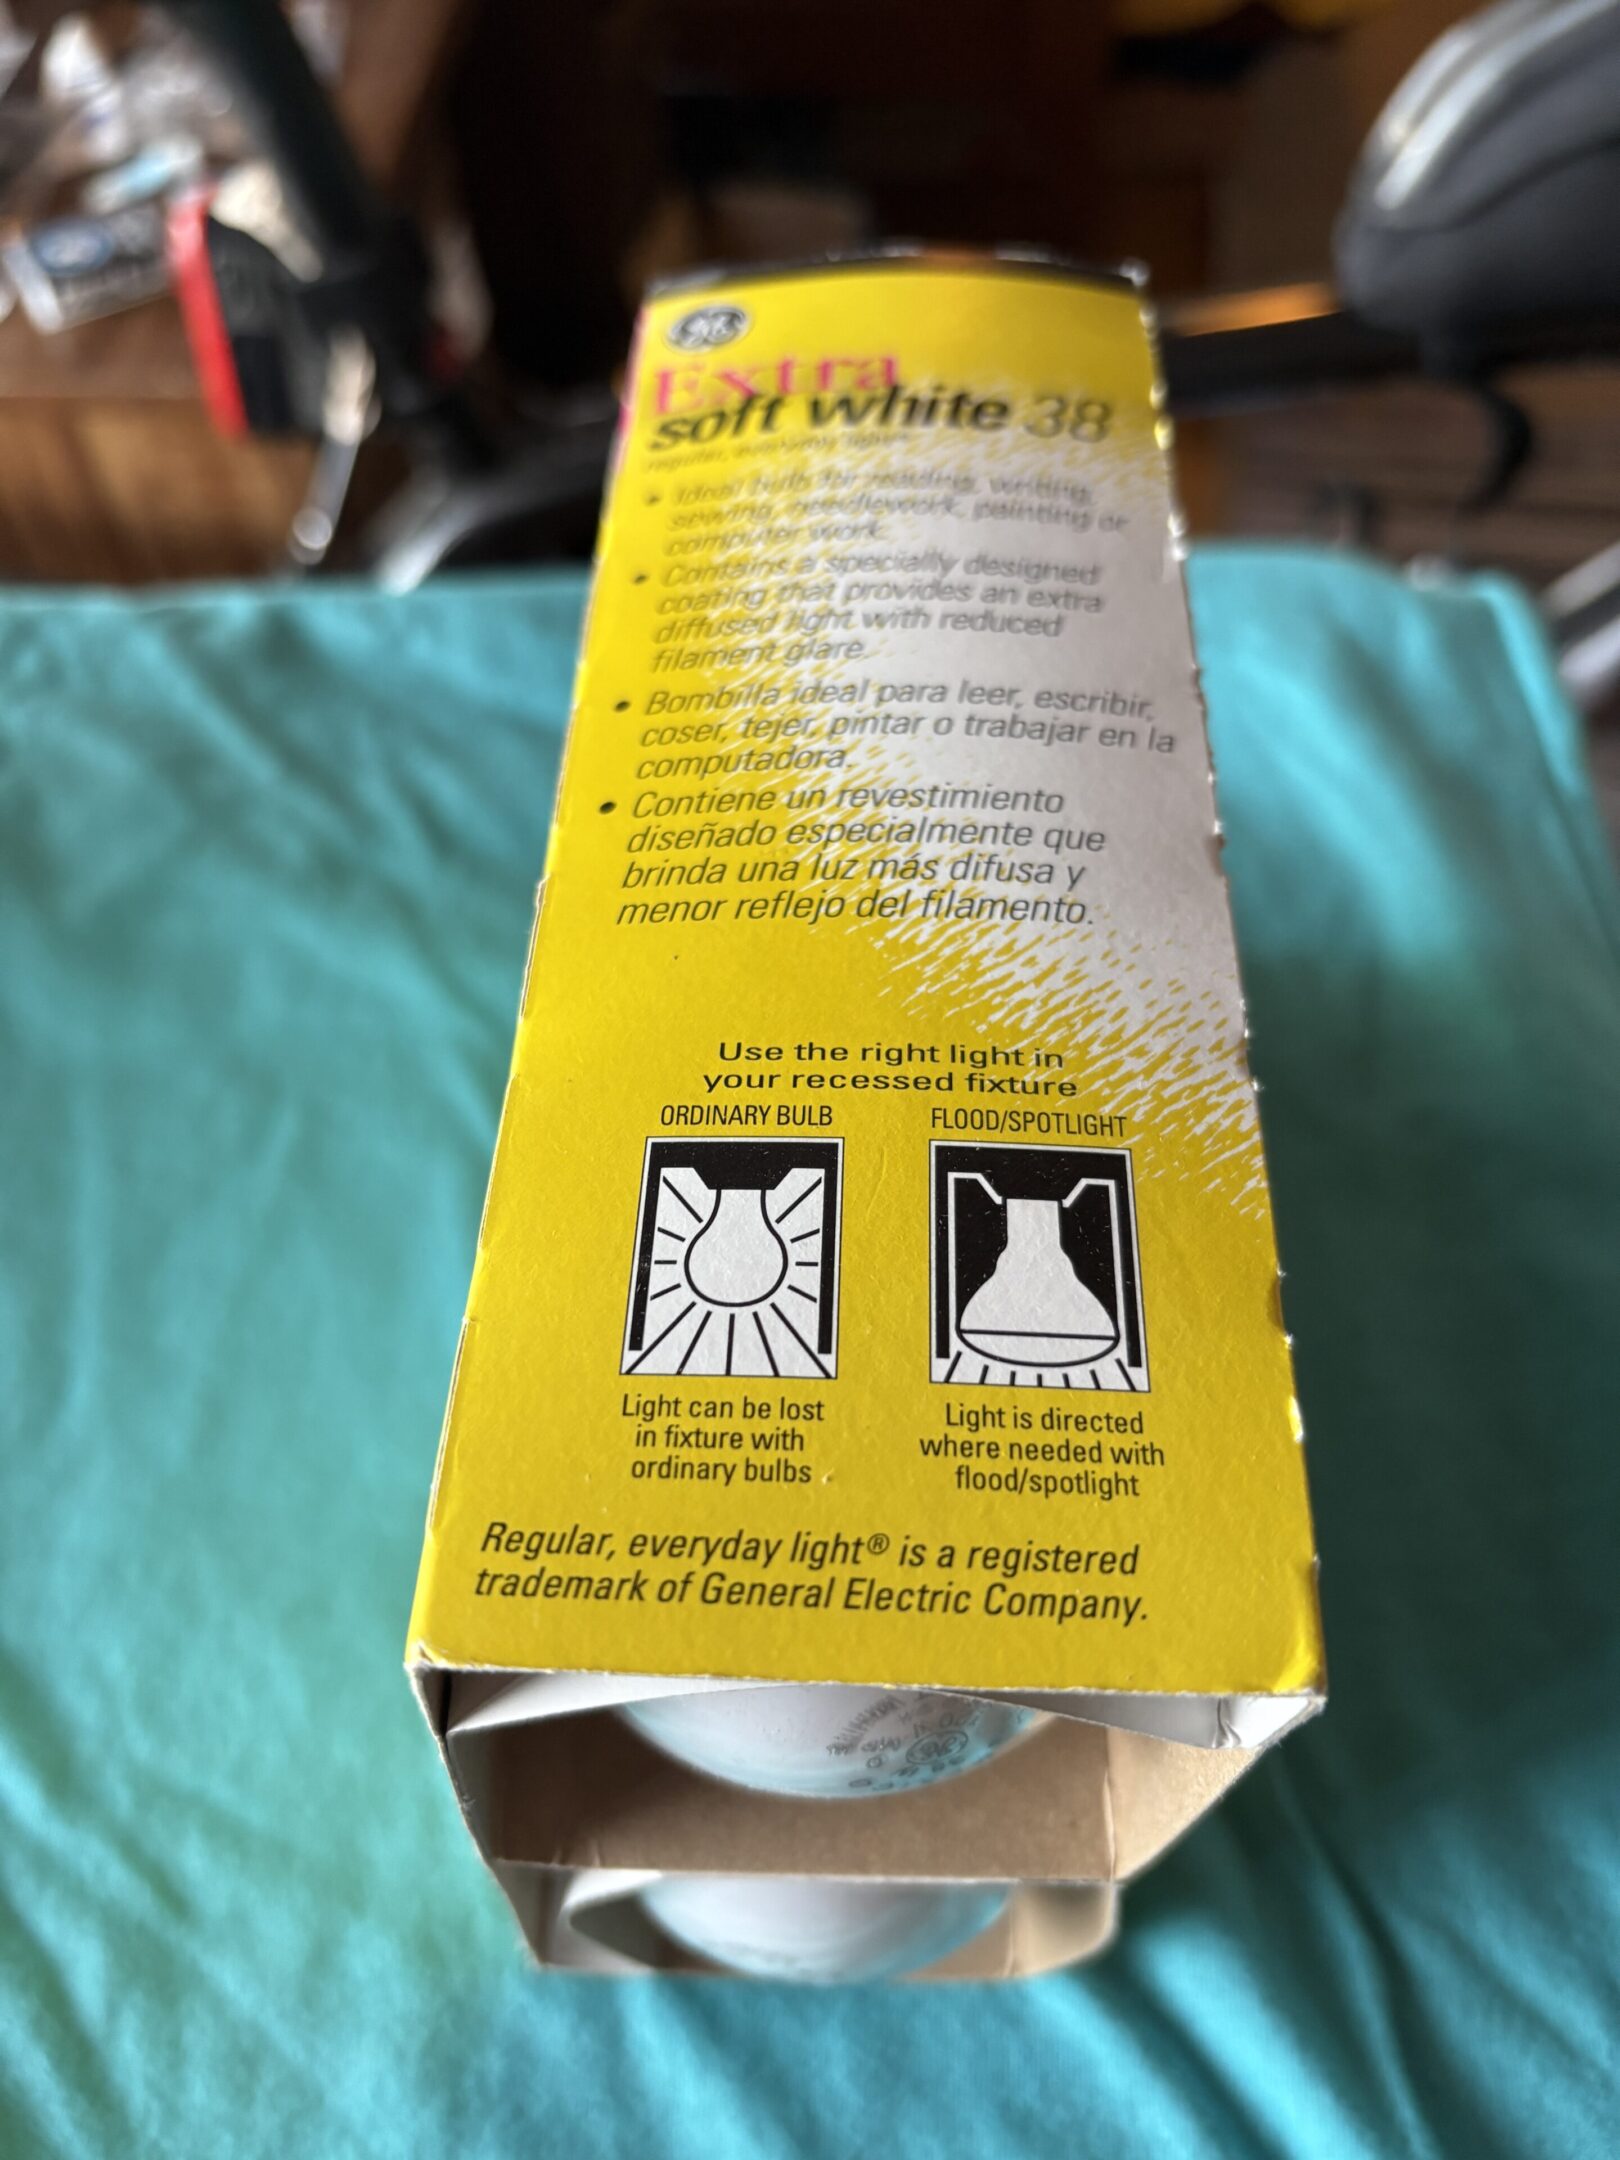 GE
Extra
soft white 38
regular, everyday light
• Ideal bulb for reading, writing,
sewing, needlework, painting or
computer work.
• Contains a specially designed
coating that provides an extra
diffused light with reduced
filament glare.
• Bombilla ideal para leer, escribir,
coser, tejer, pintar o trabajar en la
computadora.
• Contiene un revestimiento
diseñado especialmente que
brinda una luz más difusa y
menor reflejo del filamento.
Use the right light in
your recessed fixture
ORDINARY BULB
FLOOD/SPOTLIGHT
Light can be lost
in fixture with
ordinary bulbs
Light is directed
where needed with
flood/spotlight
Regular, everyday light® is a registered
trademark of General Electric Company.